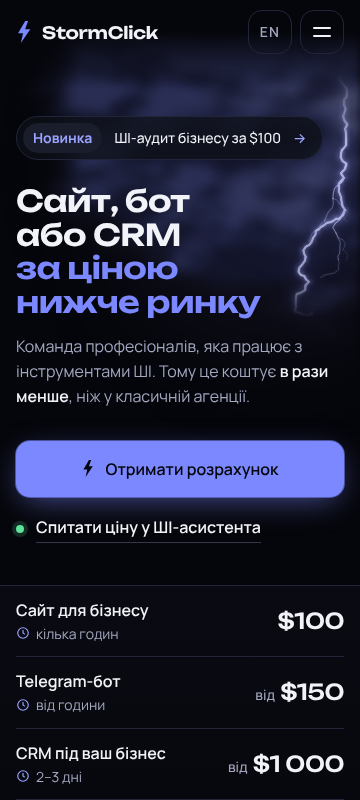 StormClick
EN
Новинка ШІ-аудит бізнесу за $100 →
Сайт, бот
або CRM
за ціною
нижче ринку
Команда професіоналів, яка працює з
інструментами ШІ. Тому це коштує в рази
менше, ніж у класичній агенції.
Отримати розрахунок
Спитати ціну у ШІ-асистента
Сайт для бізнесу
кілька годин
$100
Telegram-бот
від години
від $150
CRM під ваш бізнес
2–3 дні
від $1 000